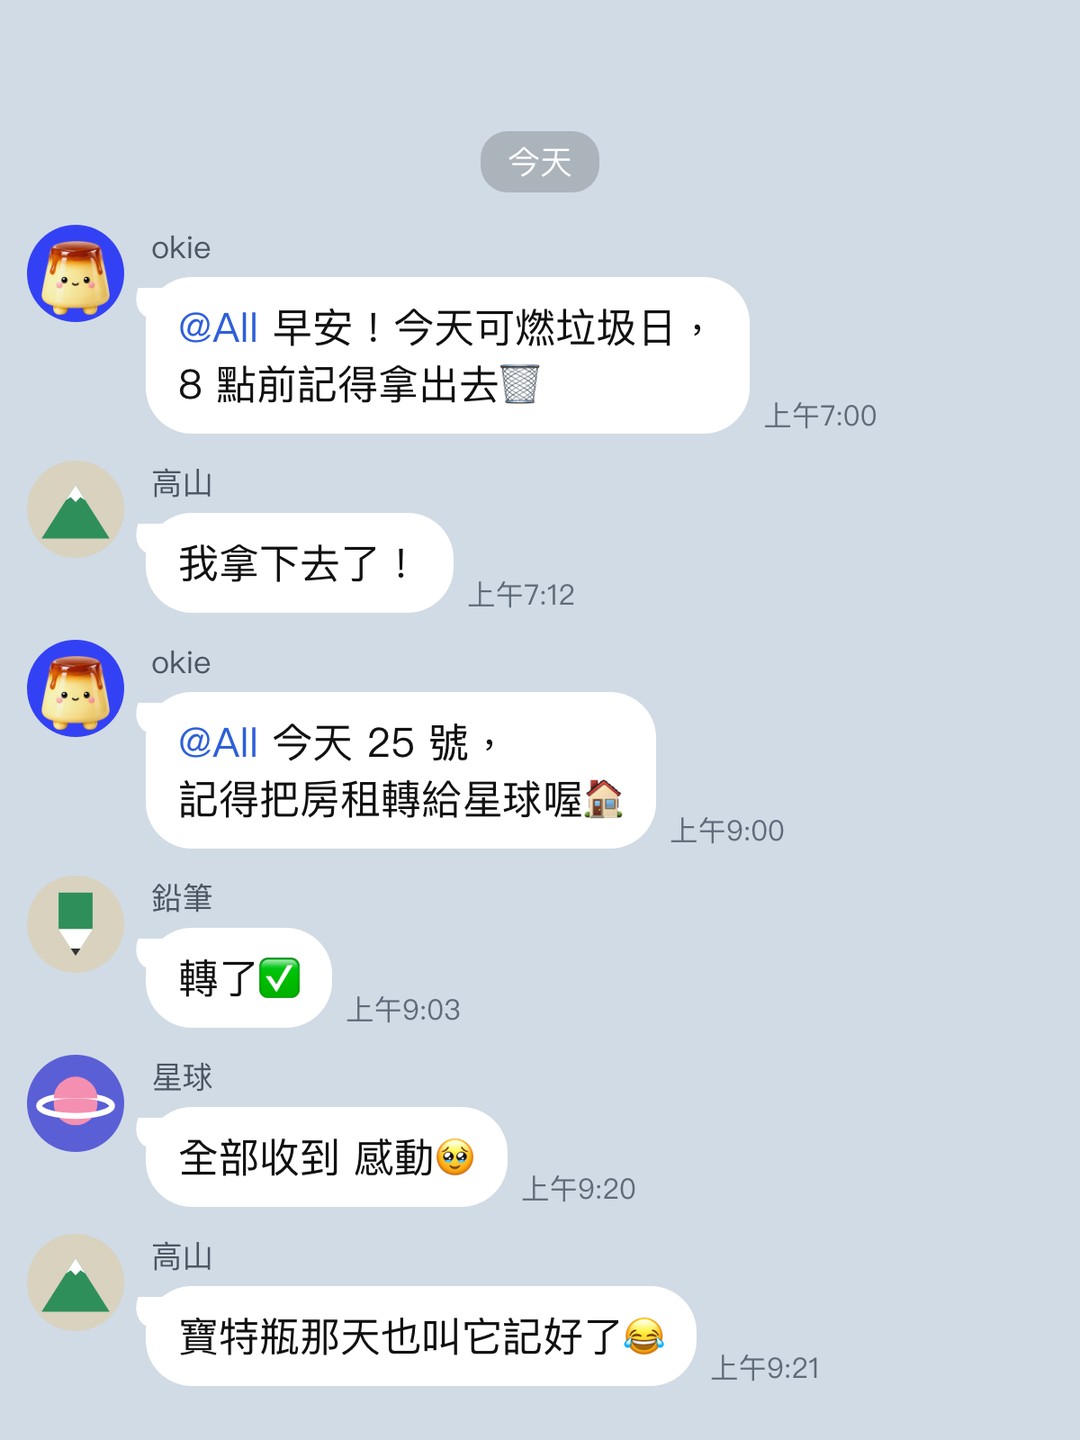 今天
okie
@All 早安！今天可燃垃圾日，
8 點前記得拿出去🗑️
上午7:00
高山
我拿下去了！
上午7:12
okie
@All 今天 25 號，
記得把房租轉給星球喔🏠
上午9:00
鉛筆
轉了✅
上午9:03
星球
全部收到 感動🥹
上午9:20
高山
寶特瓶那天也叫它記好了😂
上午9:21